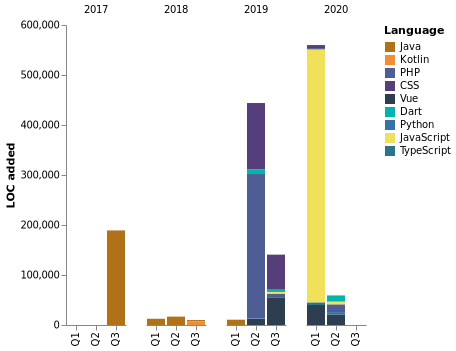 2017 2018 2019 2020
Language
Java
Kotlin
PHP
CSS
Vue
Dart
Python
JavaScript
TypeScript
LOC added
600,000
500,000
400,000
300,000
200,000
100,000
0
Q1 Q2 Q3 Q1 Q2 Q3 Q1 Q2 Q3 Q1 Q2 Q3